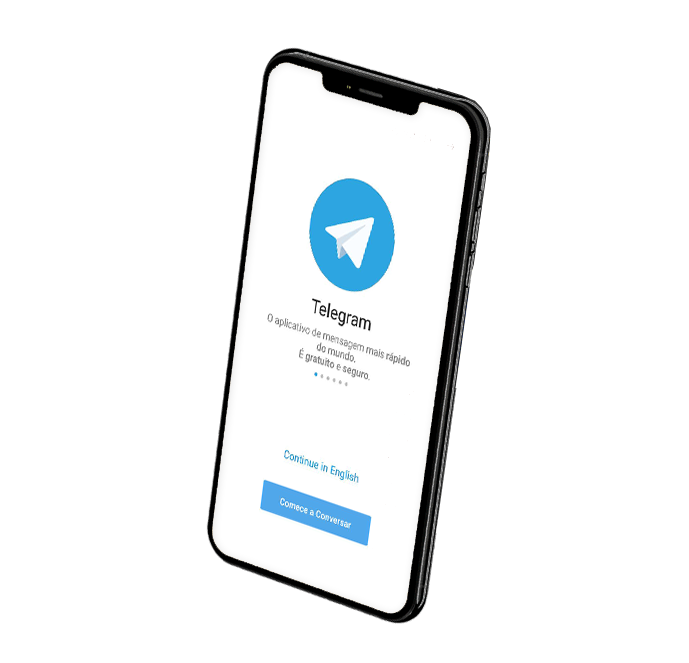 Telegram
O aplicativo de mensagem mais rápido
do mundo.
É gratuito e seguro.
Continue in English
Comece a Conversar